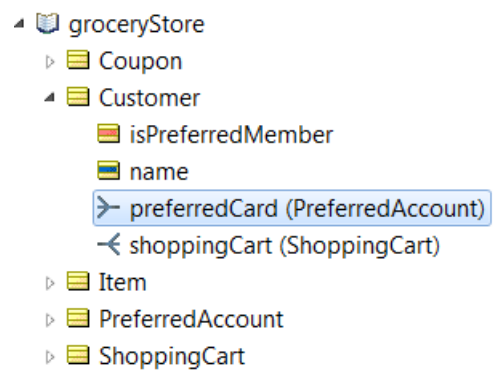 groceryStore
Coupon
Customer
isPreferredMember
name
preferredCard (PreferredAccount)
shoppingCart (ShoppingCart)
Item
PreferredAccount
ShoppingCart